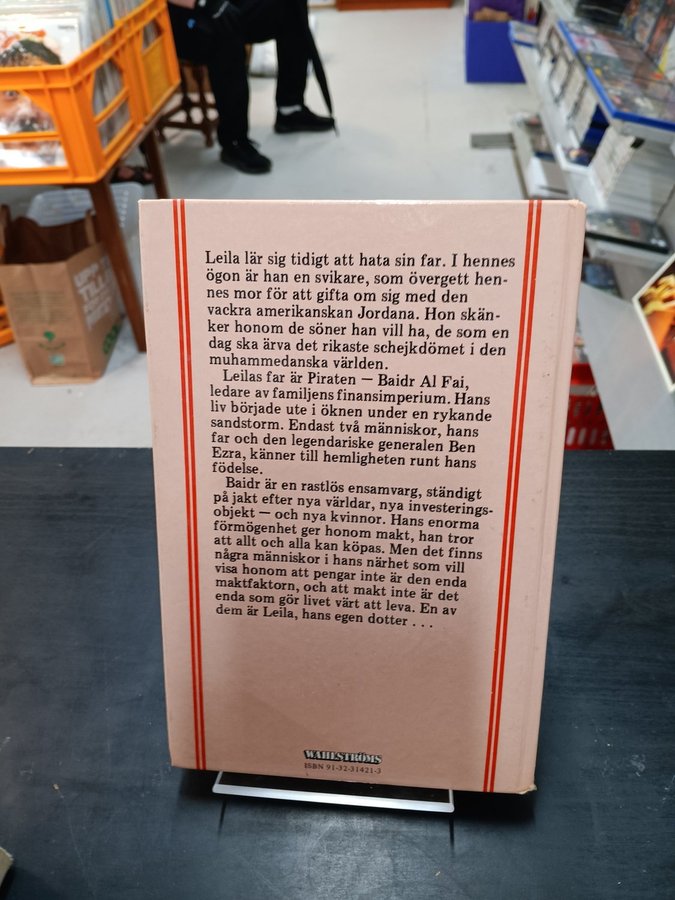 Leila lär sig tidigt att hata sin far. I hennes
ögon är han en svikare, som övergett hen-
nes mor för att gifta om sig med den
vackra amerikanskan Jordana. Hon skän-
ker honom de söner han vill ha, de som en
dag ska ärva det rikaste schejkdömet i den
muhammedanska världen.
Leilas far är Piraten — Baidr Al Fai,
ledare av familjens finansimperium. Hans
liv började ute i öknen under en rykande
sandstorm. Endast två människor, hans
far och den legendariske generalen Ben
Ezra, känner till hemligheten runt hans
födelse.
Baidr är en rastlös ensamvarg, ständigt
på jakt efter nya världar, nya investerings-
objekt — och nya kvinnor. Hans enorma
förmögenhet ger honom makt, han tror
att allt och alla kan köpas. Men det finns
några människor i hans närhet som vill
visa honom att pengar inte är den enda
maktfaktorn, och att makt inte är det
enda som gör livet värt att leva. En av
dem är Leila, hans egen dotter . . .
WAHLSTRÖMS
ISBN 91-32-31421-3